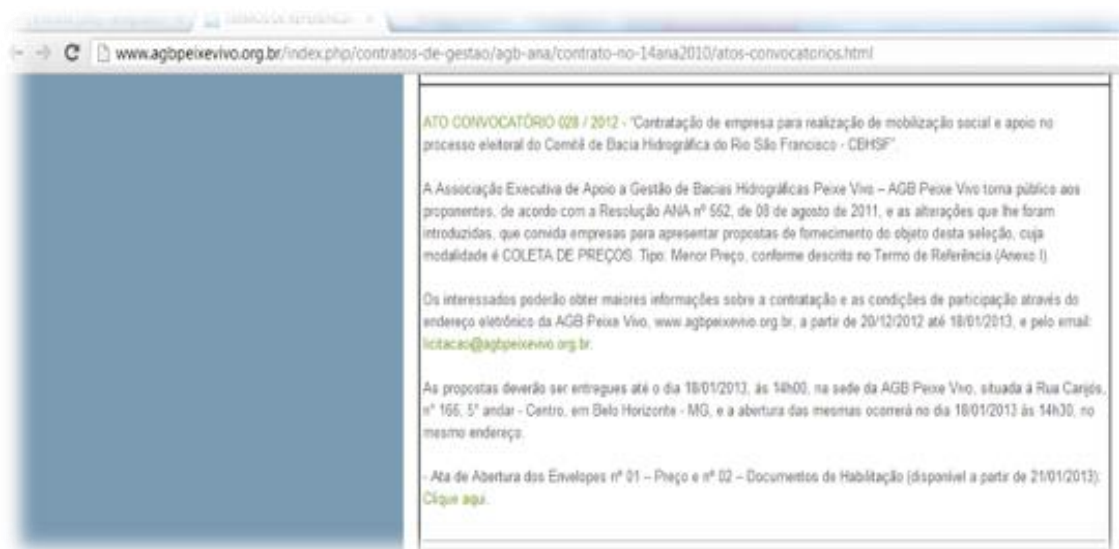 www.agbpeixevivo.org.br/index.php/contratos-de-gestao/agb-ana/contrato-no-14ana2010/atos-convocatorios.html
ATO CONVOCATÓRIO 028 / 2012 - "Contratação de empresa para realização de mobilização social e apoio no
processo eleitoral do Comitê de Bacia Hidrográfica do Rio São Francisco - CBHSF".
A Associação Executiva de Apoio a Gestão de Bacias Hidrográficas Peixe Vivo – AGB Peixe Vivo torna público aos
proponentes, de acordo com a Resolução ANA nº 552, de 08 de agosto de 2011, e as alterações que lhe foram
introduzidas, que convida empresas para apresentar propostas de fornecimento do objeto desta seleção, cuja
modalidade é COLETA DE PREÇOS. Tipo: Menor Preço, conforme descrito no Termo de Referência (Anexo I).
Os interessados poderão obter maiores informações sobre a contratação e as condições de participação através do
endereço eletrônico da AGB Peixe Vivo, www.agbpeixevivo.org.br, a partir de 20/12/2012 até 18/01/2013, e pelo email:
licitacao@agbpeixevivo.org.br.
As propostas deverão ser entregues até o dia 18/01/2013, às 14h00, na sede da AGB Peixe Vivo, situada à Rua Carijós,
nº 166, 5° andar - Centro, em Belo Horizonte - MG, e a abertura das mesmas ocorrerá no dia 18/01/2013 às 14h30, no
mesmo endereço.
- Ata de Abertura dos Envelopes nº 01 – Preço e nº 02 – Documentos de Habilitação (disponível a partir de 21/01/2013):
Clique aqui.